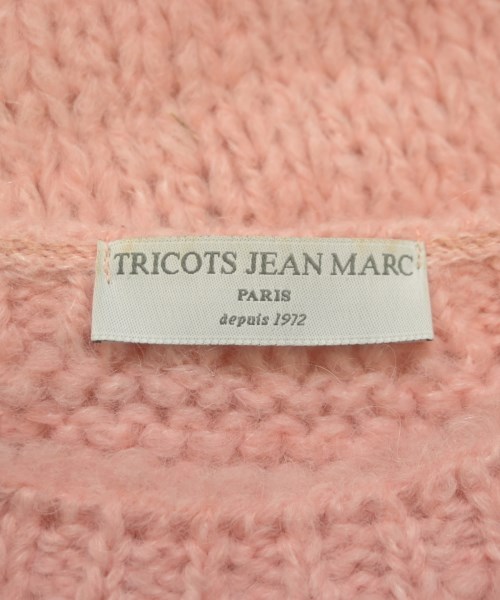 TRICOTS JEAN MARC
PARIS
depuis 1972